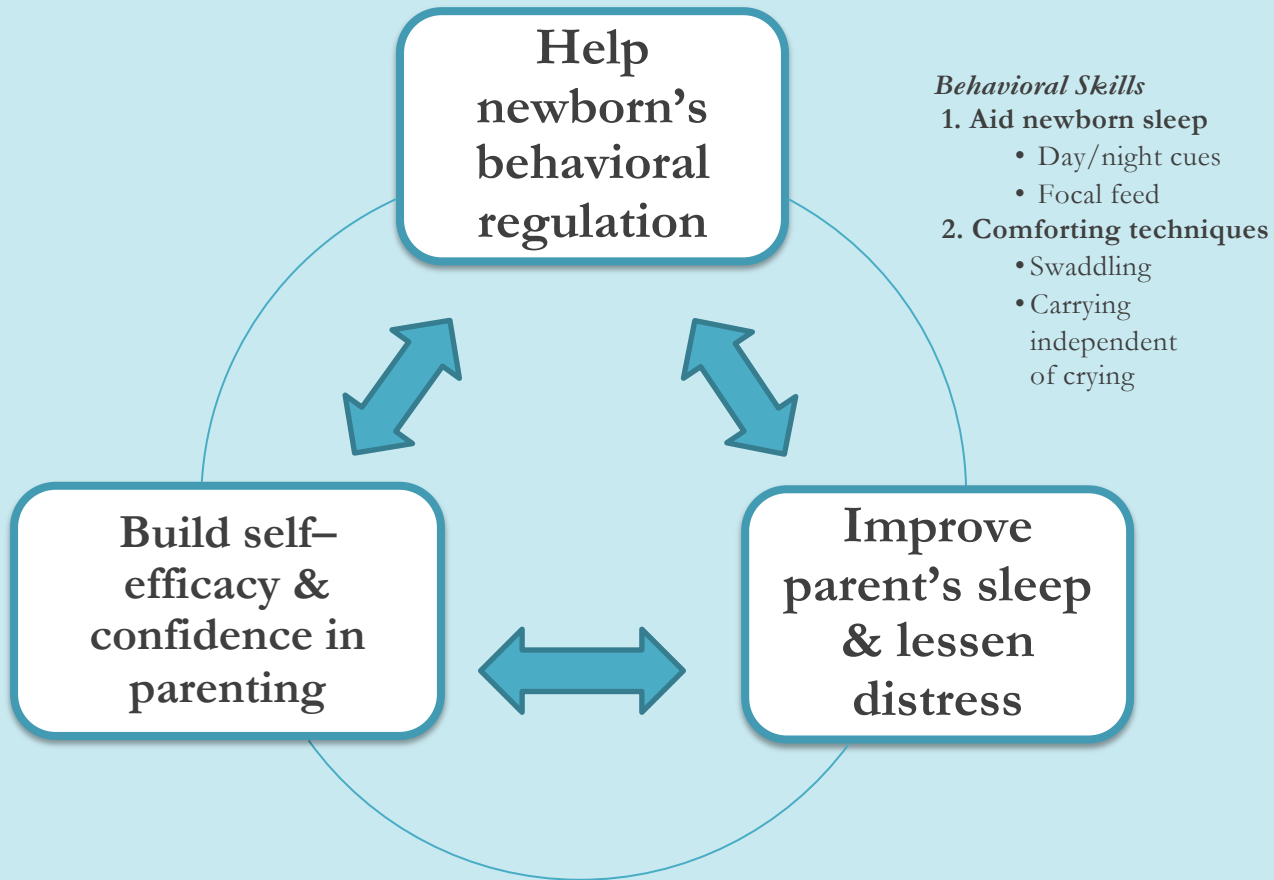 Help
newborn’s
behavioral
regulation
Behavioral Skills
1. Aid newborn sleep
• Day/night cues
• Focal feed
2. Comforting techniques
• Swaddling
• Carrying
independent
of crying
Build self–
efficacy &
confidence in
parenting
Improve
parent’s sleep
& lessen
distress